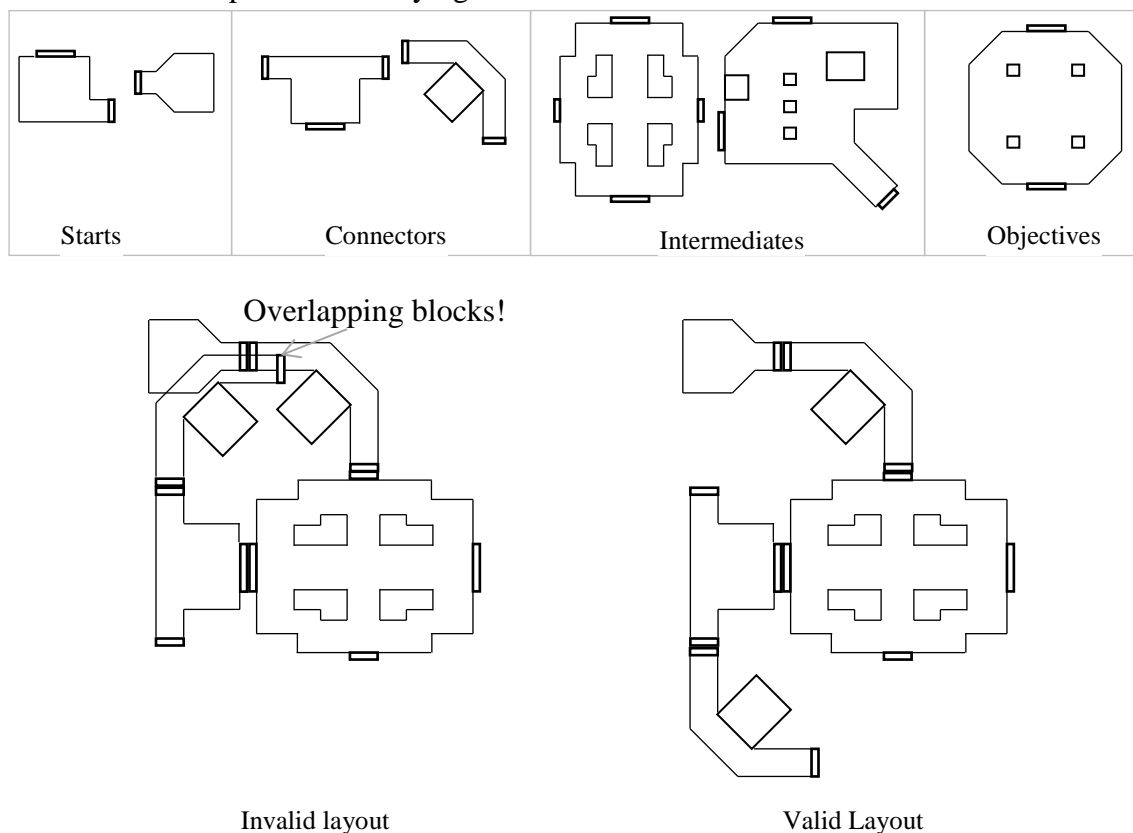 Starts
Connectors
Intermediates
Objectives
Overlapping blocks!
Invalid layout
Valid Layout